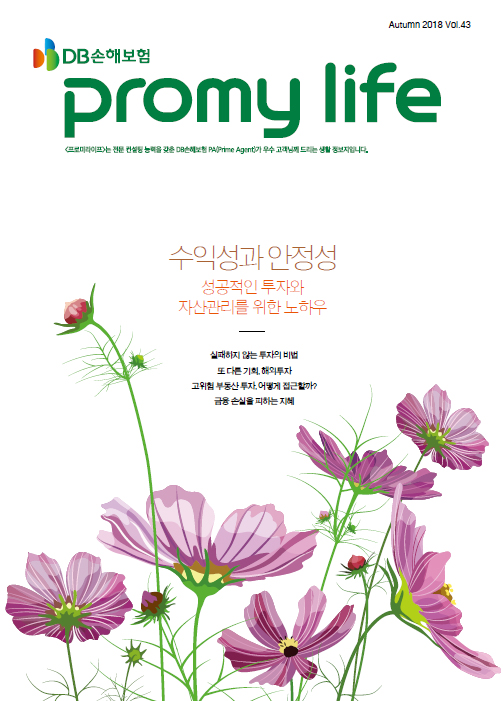 Autumn 2018 Vol.43
DB손해보험
promy life
<프로미라이프>는 전문 컨설팅 능력을 갖춘 DB손해보험 PA(Prime Agent)가 우수 고객님께 드리는 생활 정보지입니다.
수익성과 안정성
성공적인 투자와
자산관리를 위한 노하우
실패하지 않는 투자의 비법
또 다른 기회, 해외투자
고위험 부동산 투자, 어떻게 접근할까?
금융 손실을 피하는 지혜